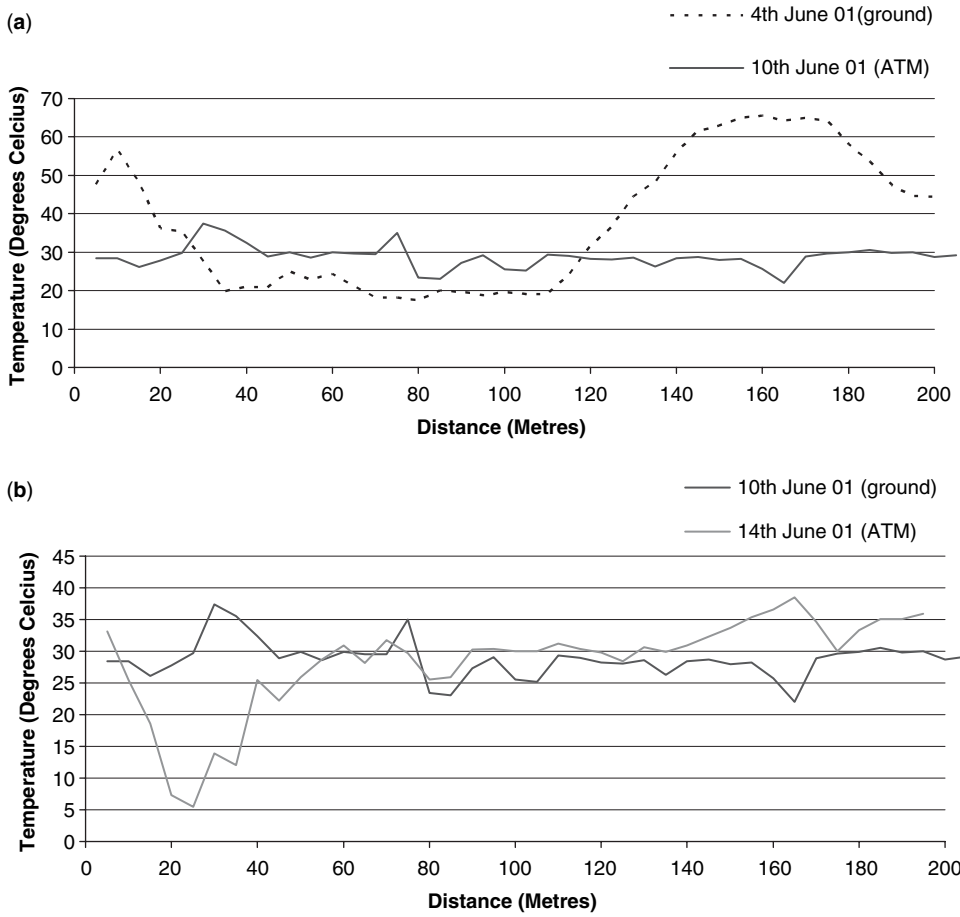 (a)
4th June 01(ground)
10th June 01 (ATM)
Temperature (Degrees Celcius)
70
60
50
40
30
20
10
0
0 20 40 60 80 100 120 140 160 180 200
Distance (Metres)
(b)
10th June 01 (ground)
14th June 01 (ATM)
Temperature (Degrees Celcius)
45
40
35
30
25
20
15
10
5
0
0 20 40 60 80 100 120 140 160 180 200
Distance (Metres)